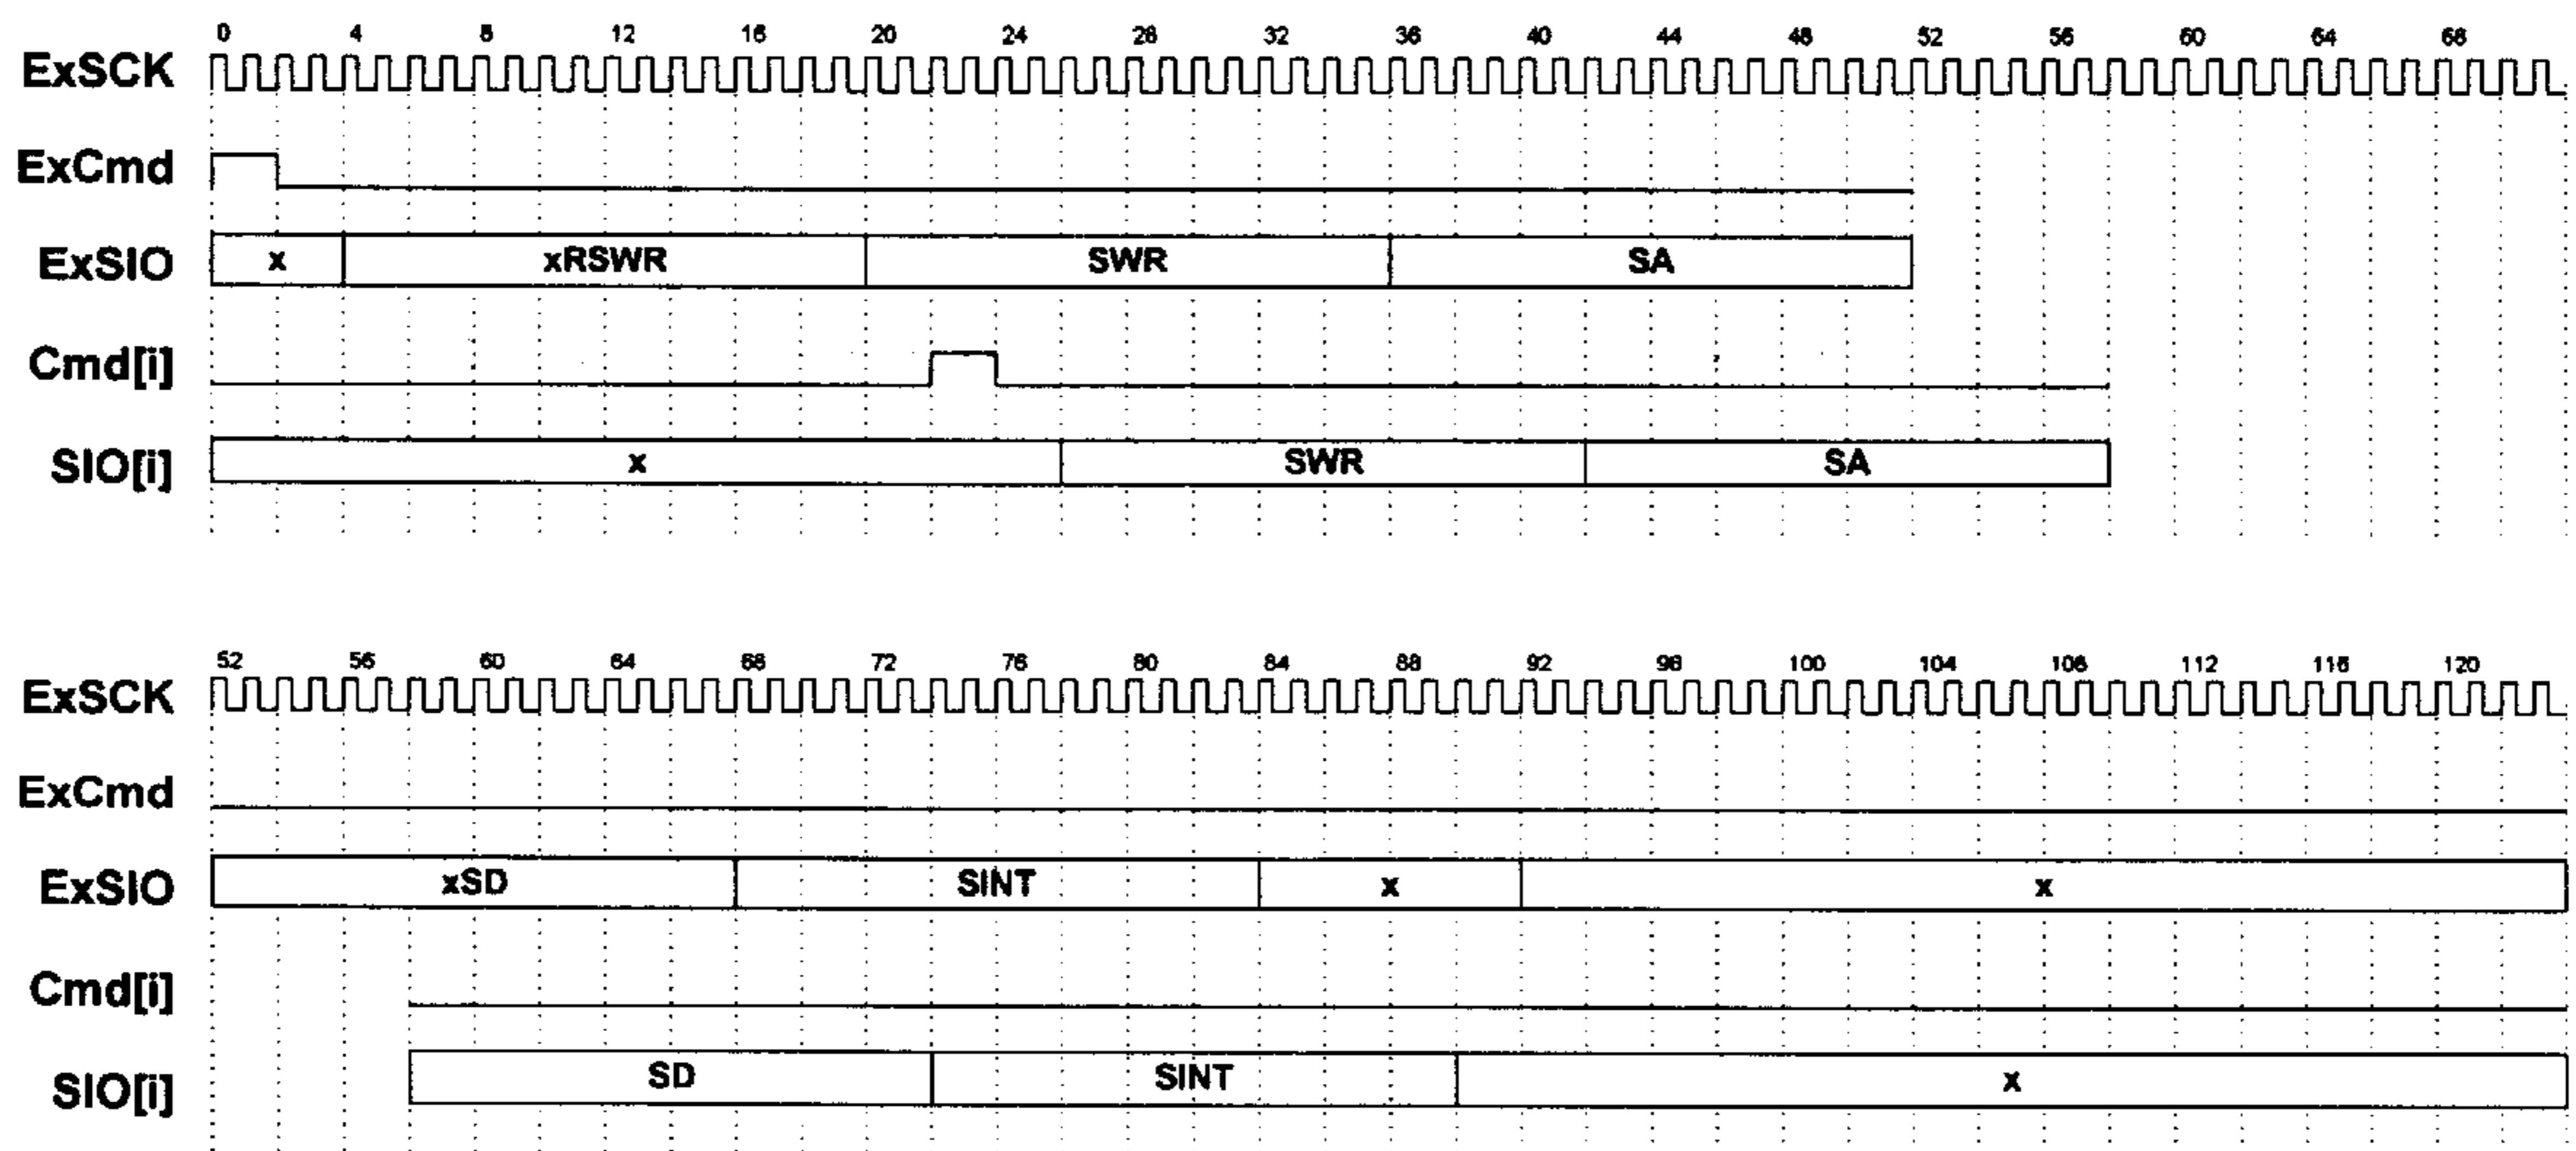 0 4 8 12 16 20 24 28 32 36 40 44 48 52 56 60 64 68
ExSCK
ExCmd
ExSIO x xRSWR SWR SA
Cmd[i]
SIO[i] x SWR SA
52 56 60 64 68 72 76 80 84 88 92 98 100 104 108 112 116 120
ExSCK
ExCmd
ExSIO xSD SINT x x
Cmd[i]
SIO[i] SD SINT x